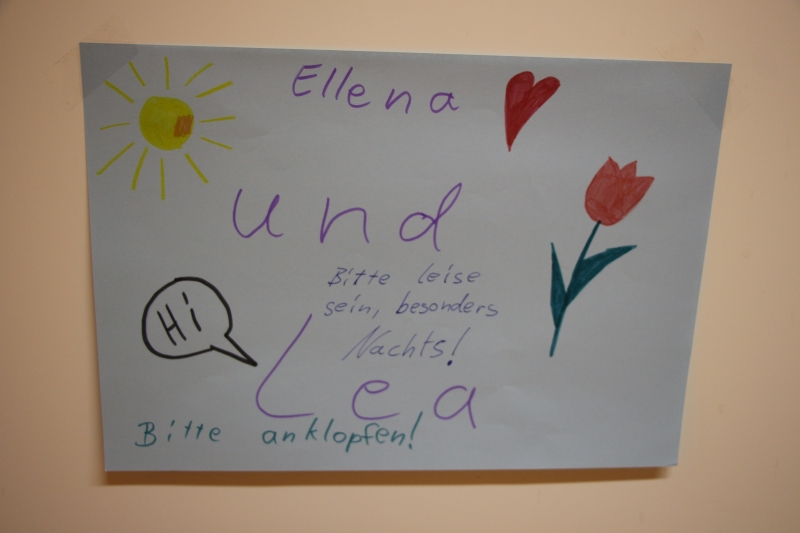 Ellena
und
Bitte leise
sein, besonders
Nachts!
Hi
Lea
Bitte anklopfen!